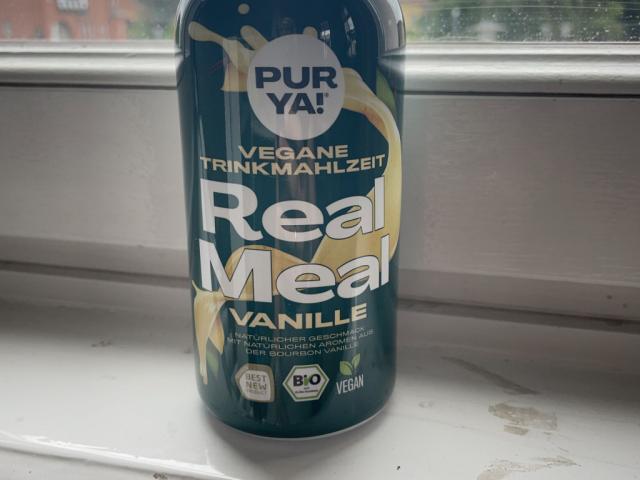 PUR
YA!®
VEGANE
TRINKMAHLZEIT
Real
Meal
VANILLE
NATÜRLICHER GESCHMACK
MIT NATÜRLICHEN AROMEN AUS
DER BOURBON VANILLE
BEST
NEW
PRODUCT
BIO
VEGAN